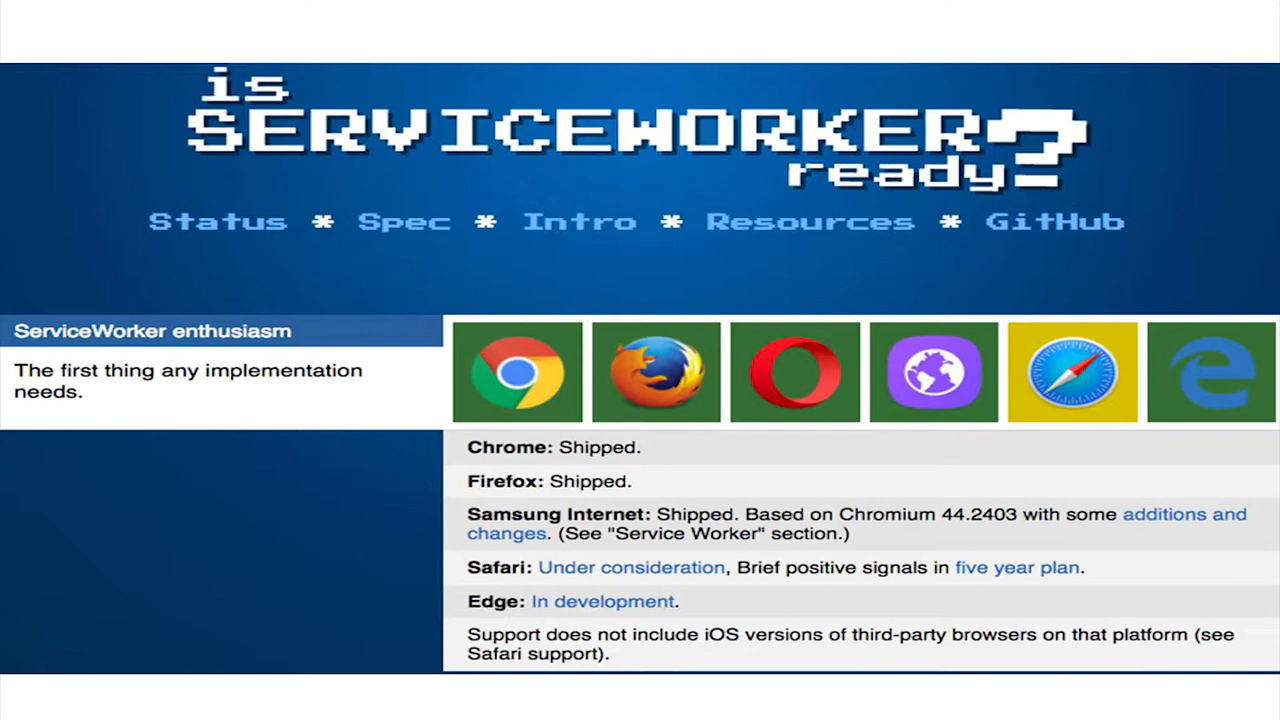 is
SERVICEWORKER
ready?
Status * Spec * Intro * Resources * GitHub
ServiceWorker enthusiasm
The first thing any implementation
needs.
Chrome: Shipped.
Firefox: Shipped.
Samsung Internet: Shipped. Based on Chromium 44.2403 with some additions and
changes. (See "Service Worker" section.)
Safari: Under consideration, Brief positive signals in five year plan.
Edge: In development.
Support does not include iOS versions of third-party browsers on that platform (see
Safari support).